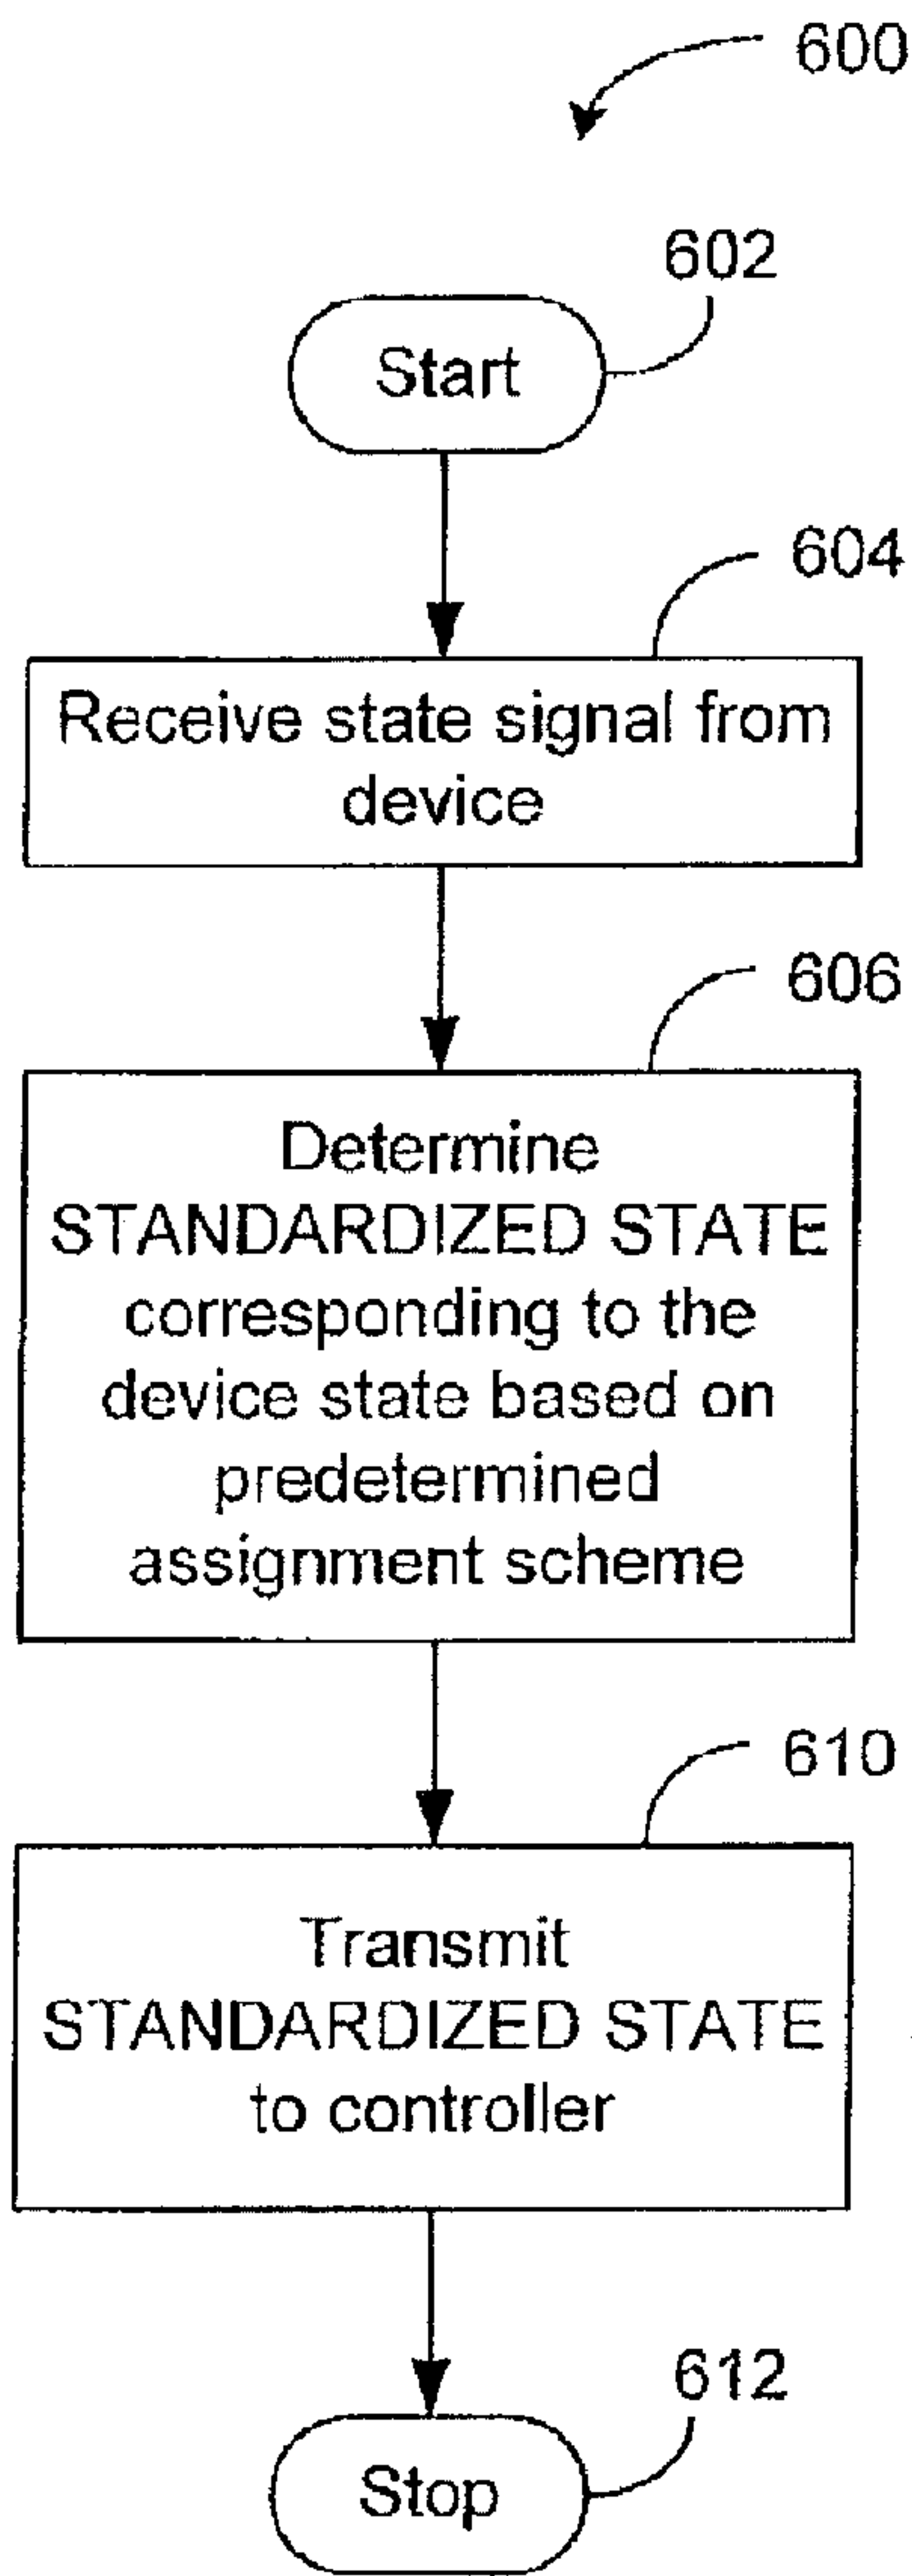 600
602
Start
604
Receive state signal from
device
606
Determine
STANDARDIZED STATE
corresponding to the
device state based on
predetermined
assignment scheme
610
Transmit
STANDARDIZED STATE
to controller
612
Stop